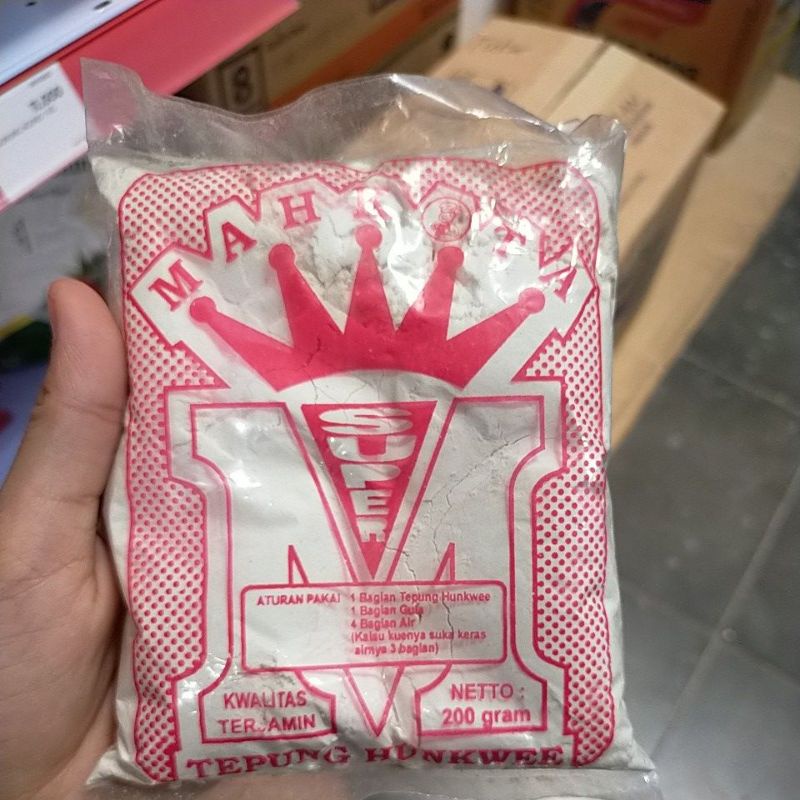 MAHKOTA
SUPER
ATURAN PAKAI 1 Bagian Tepung Hunkwee
1 Bagian Gula
4 Bagian Air
(Kalau kuenya suka keras
airnya 3 bagian)
KWALITAS
TERJAMIN
NETTO :
200 gram
TEPUNG HUNKWEE